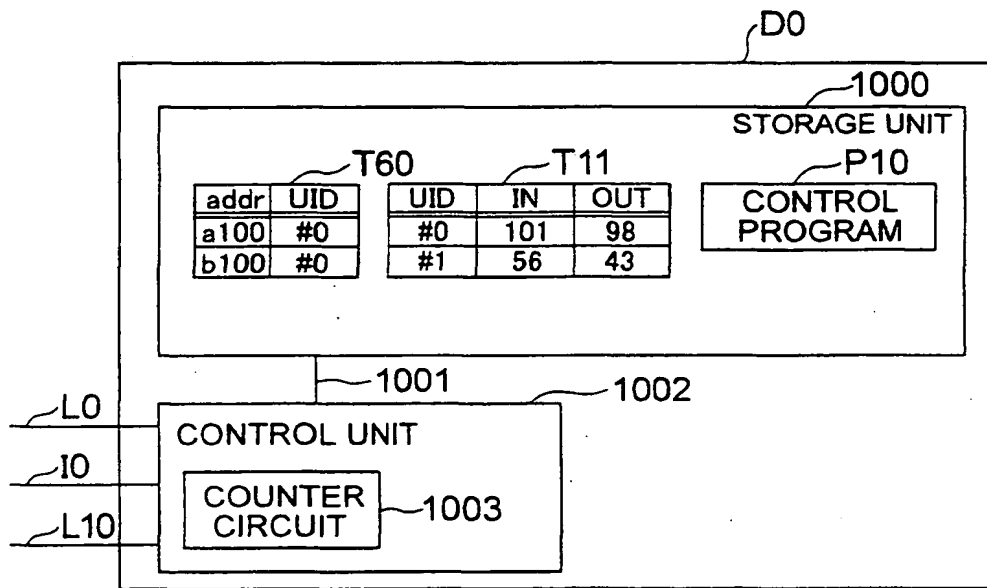 D0
1000
STORAGE UNIT
T60
T11
P10
addr UID
a100 #0
b100 #0
UID IN OUT
#0 101 98
#1 56 43
CONTROL
PROGRAM
1001
1002
L0
CONTROL UNIT
I0
COUNTER
CIRCUIT
1003
L10